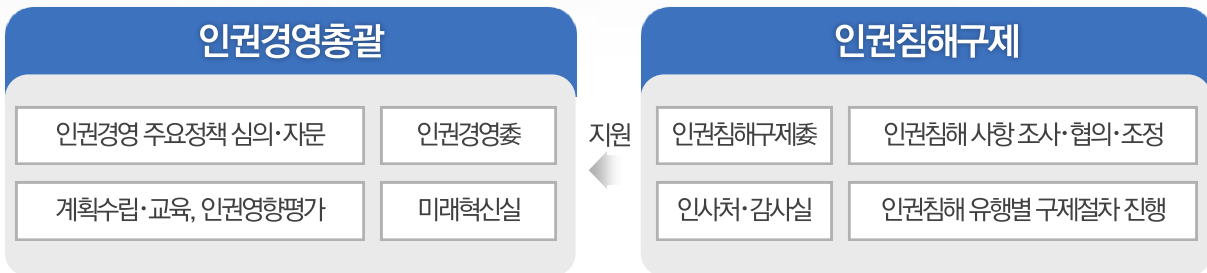 인권경영총괄
인권경영 주요정책 심의·자문
인권경영委
계획수립·교육, 인권영향평가
미래혁신실
지원
인권침해구제
인권침해구제委
인권침해 사항 조사·협의·조정
인사처·감사실
인권침해 유행별 구제절차 진행